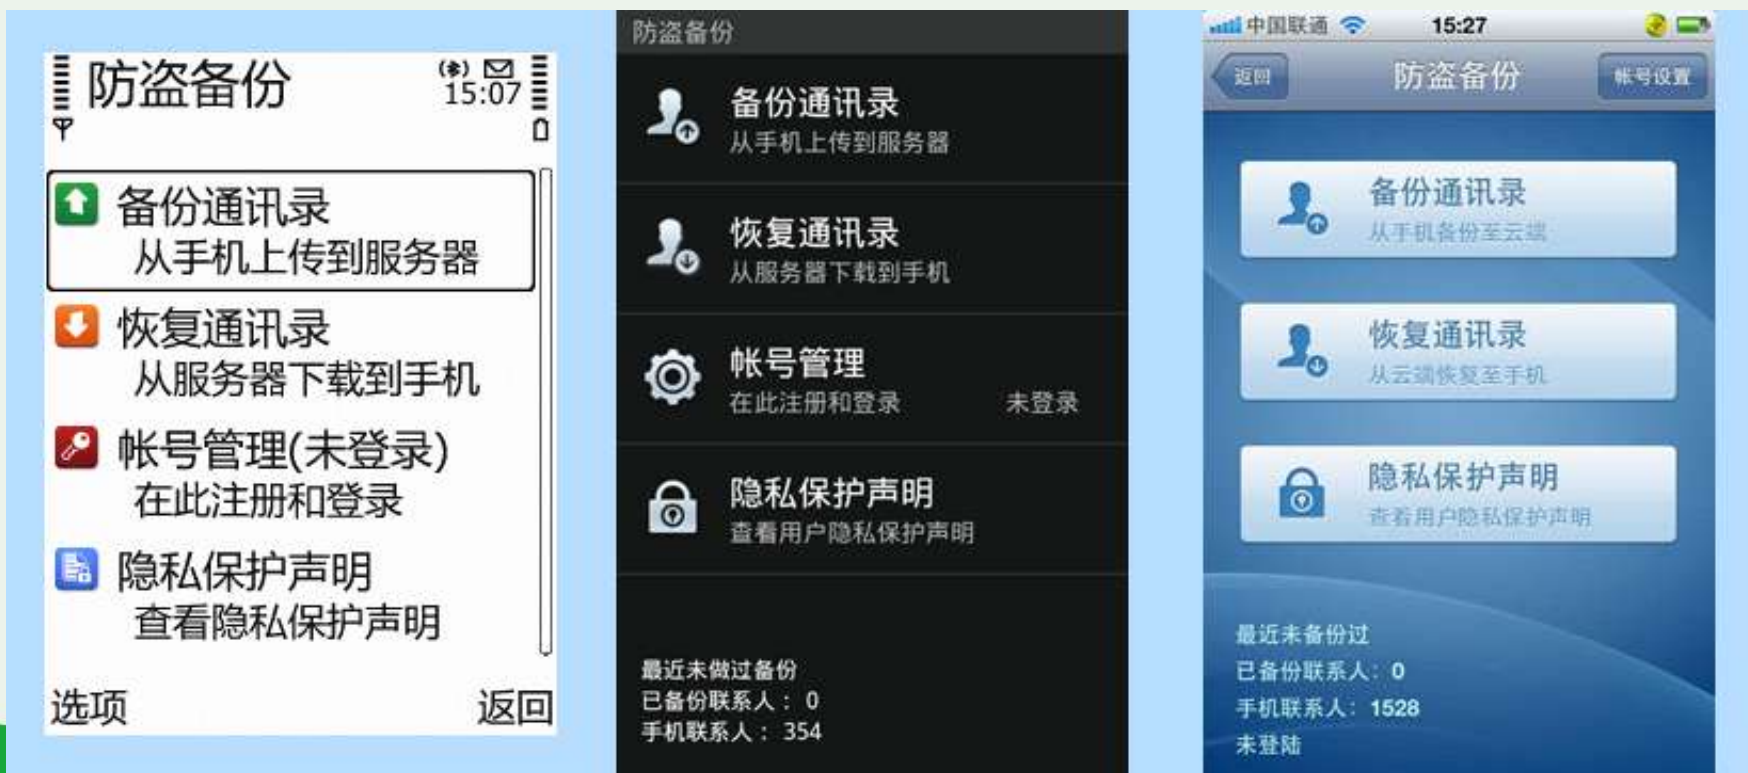 防盗备份
15:07
备份通讯录
从手机上传到服务器
恢复通讯录
从服务器下载到手机
帐号管理(未登录)
在此注册和登录
隐私保护声明
查看隐私保护声明
选项 返回
防盗备份
备份通讯录
从手机上传到服务器
恢复通讯录
从服务器下载到手机
帐号管理
在此注册和登录 未登录
隐私保护声明
查看用户隐私保护声明
最近未做过备份
已备份联系人： 0
手机联系人： 354
中国联通 15:27
返回 防盗备份 帐号设置
备份通讯录
从手机备份至云端
恢复通讯录
从云端恢复至手机
隐私保护声明
查看用户隐私保护声明
最近未备份过
已备份联系人：0
手机联系人：1528
未登陆